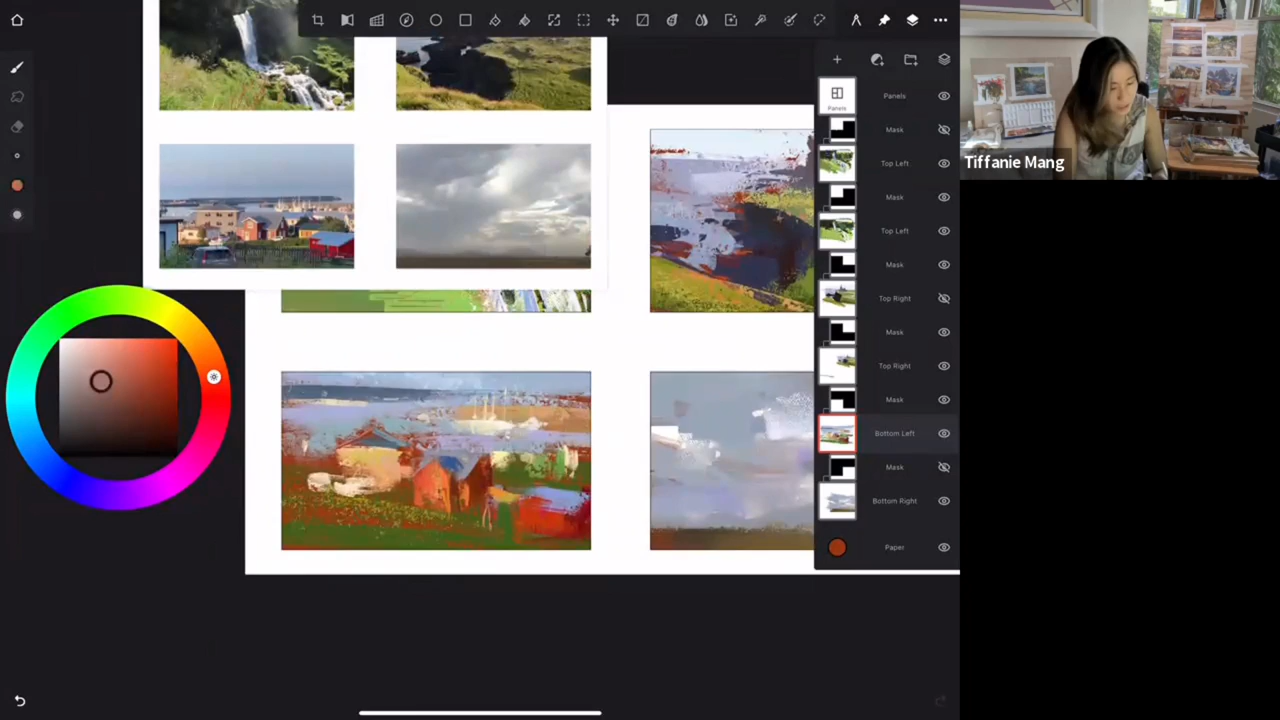 Panels
Panels
Mask
Top Left
Mask
Top Left
Mask
Top Right
Mask
Top Right
Mask
Bottom Left
Mask
Bottom Right
Paper
Tiffanie Mang